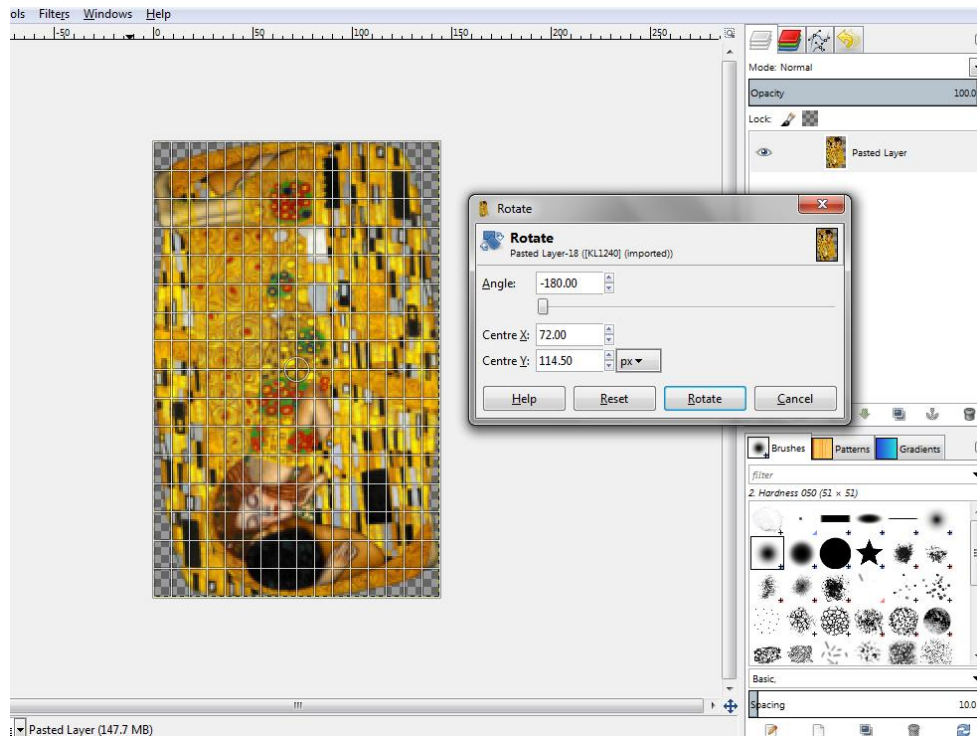 ols Filters Windows Help
-50 0 50 100 150 200 250
Mode: Normal
Opacity 100.0
Lock:
Pasted Layer
Rotate
Rotate
Pasted Layer-18 ([KL1240] (imported))
Angle: -180.00
Centre X: 72.00
Centre Y: 114.50 px
Help Reset Rotate Cancel
Brushes Patterns Gradients
filter
2. Hardness 050 (51 × 51)
Basic,
Spacing 10.0
Pasted Layer (147.7 MB)